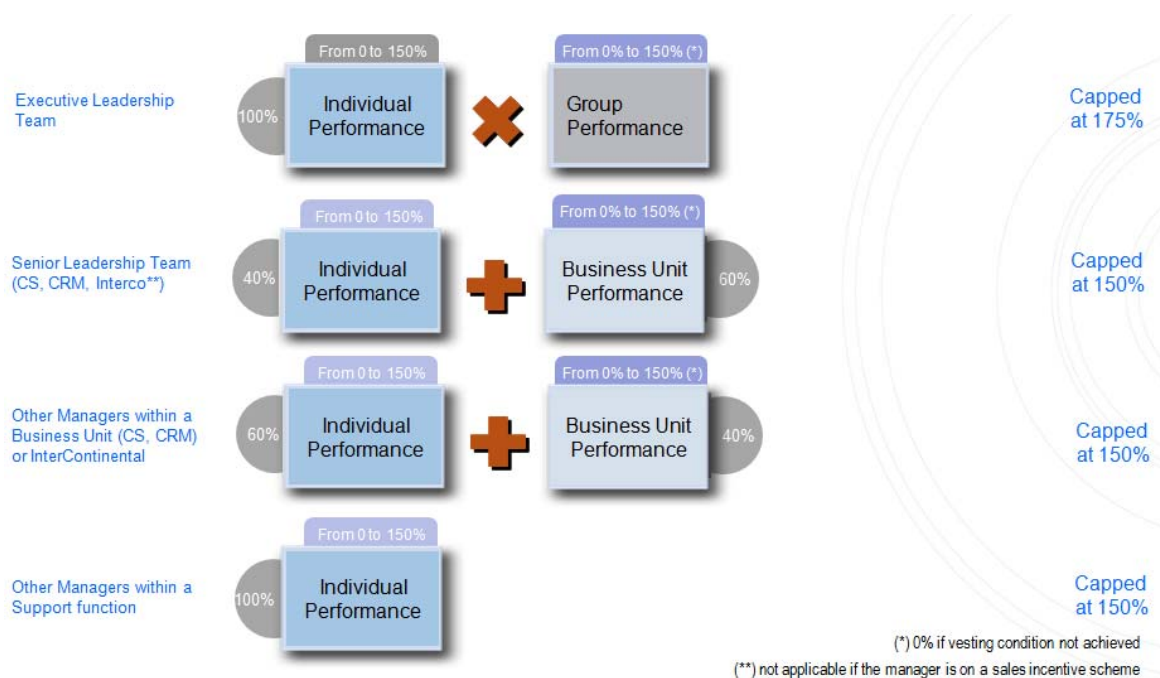 From 0 to 150%
From 0% to 150% (*)
Executive Leadership
Team
100%
Individual
Performance
Group
Performance
Capped
at 175%
From 0 to 150%
From 0% to 150% (*)
Senior Leadership Team
(CS, CRM, Interco**)
40%
Individual
Performance
Business Unit
Performance
60%
Capped
at 150%
From 0 to 150%
From 0% to 150% (*)
Other Managers within a
Business Unit (CS, CRM)
or InterContinental
60%
Individual
Performance
Business Unit
Performance
40%
Capped
at 150%
From 0 to 150%
Other Managers within a
Support function
100%
Individual
Performance
Capped
at 150%
(*) 0% if vesting condition not achieved
(**) not applicable if the manager is on a sales incentive scheme